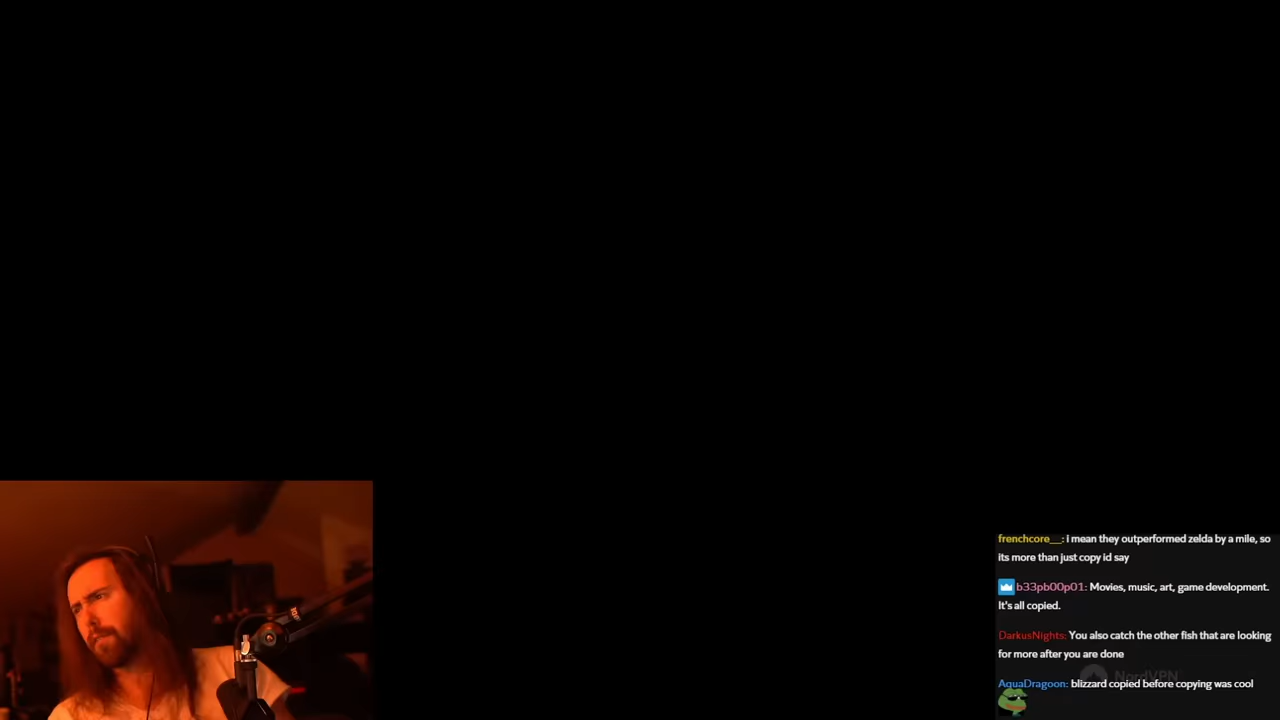 frenchcore__: i mean they outperformed zelda by a mile, so
its more than just copy id say
b33pb00p01: Movies, music, art, game development.
It's all copied.
DarkusNights: You also catch the other fish that are looking
for more after you are done
NordVPN
AquaDragoon: blizzard copied before copying was cool